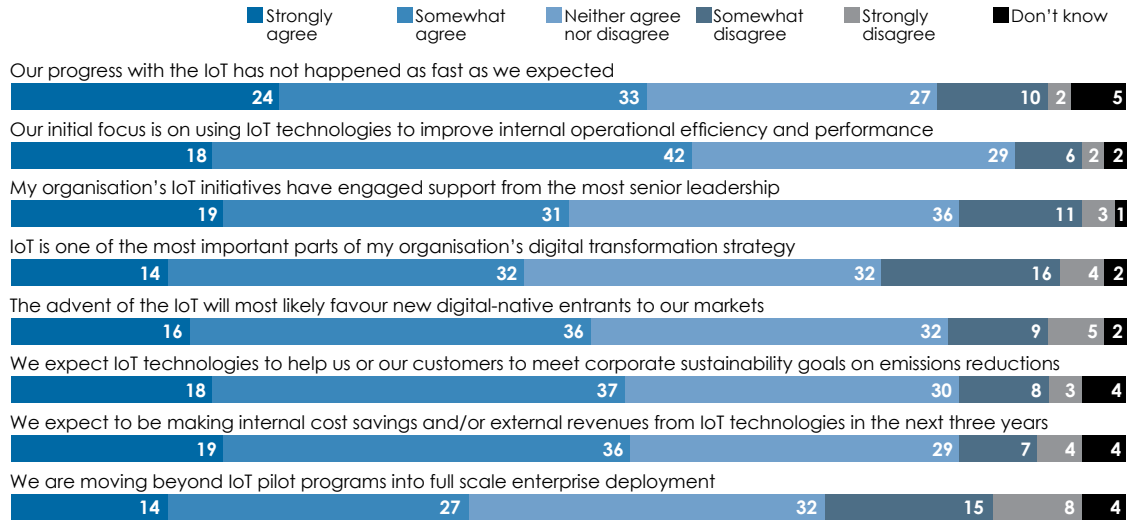 Strongly agree Somewhat agree Neither agree nor disagree Somewhat disagree Strongly disagree Don't know
Our progress with the IoT has not happened as fast as we expected
24 33 27 10 2 5
Our initial focus is on using IoT technologies to improve internal operational efficiency and performance
18 42 29 6 2 2
My organisation's IoT initiatives have engaged support from the most senior leadership
19 31 36 11 3 1
IoT is one of the most important parts of my organisation's digital transformation strategy
14 32 32 16 4 2
The advent of the IoT will most likely favour new digital-native entrants to our markets
16 36 32 9 5 2
We expect IoT technologies to help us or our customers to meet corporate sustainability goals on emissions reductions
18 37 30 8 3 4
We expect to be making internal cost savings and/or external revenues from IoT technologies in the next three years
19 36 29 7 4 4
We are moving beyond IoT pilot programs into full scale enterprise deployment
14 27 32 15 8 4